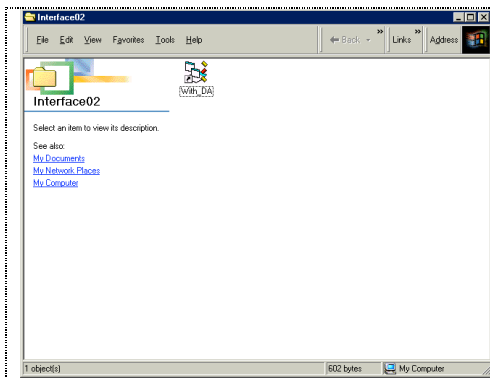 Interface02
File Edit View Favorites Tools Help Back » Links » Address
With_DA
Interface02
Select an item to view its description.
See also:
My Documents
My Network Places
My Computer
1 object(s) 602 bytes My Computer